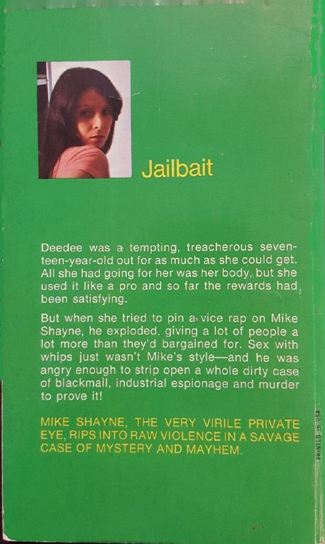 Jailbait
Deedee was a tempting, treacherous seven-
teen-year-old out for as much as she could get.
All she had going for her was her body, but she
used it like a pro and so far the rewards had
been satisfying.
But when she tried to pin a vice rap on Mike
Shayne, he exploded, giving a lot of people a
lot more than they'd bargained for. Sex with
whips just wasn't Mike's style—and he was
angry enough to strip open a whole dirty case
of blackmail, industrial espionage and murder
to prove it!
MIKE SHAYNE, THE VERY VIRILE PRIVATE
EYE, RIPS INTO RAW VIOLENCE IN A SAVAGE
CASE OF MYSTERY AND MAYHEM.